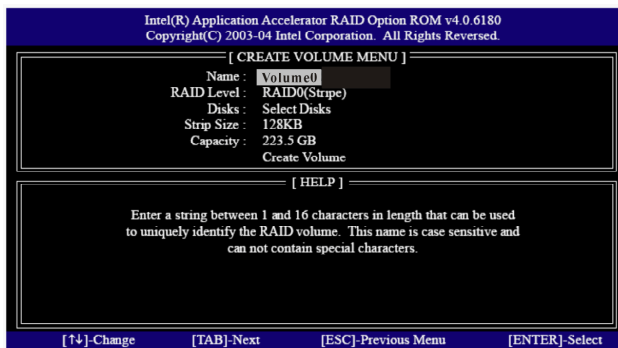 Intel(R) Application Accelerator RAID Option ROM v4.0.6180
Copyright(C) 2003-04 Intel Corporation. All Rights Reversed.
[ CREATE VOLUME MENU ]
Name : Volume0
RAID Level : RAID0(Stripe)
Disks : Select Disks
Strip Size : 128KB
Capacity : 223.5 GB
Create Volume
[ HELP ]
Enter a string between 1 and 16 characters in length that can be used
to uniquely identify the RAID volume. This name is case sensitive and
can not contain special characters.
[↑↓]-Change [TAB]-Next [ESC]-Previous Menu [ENTER]-Select